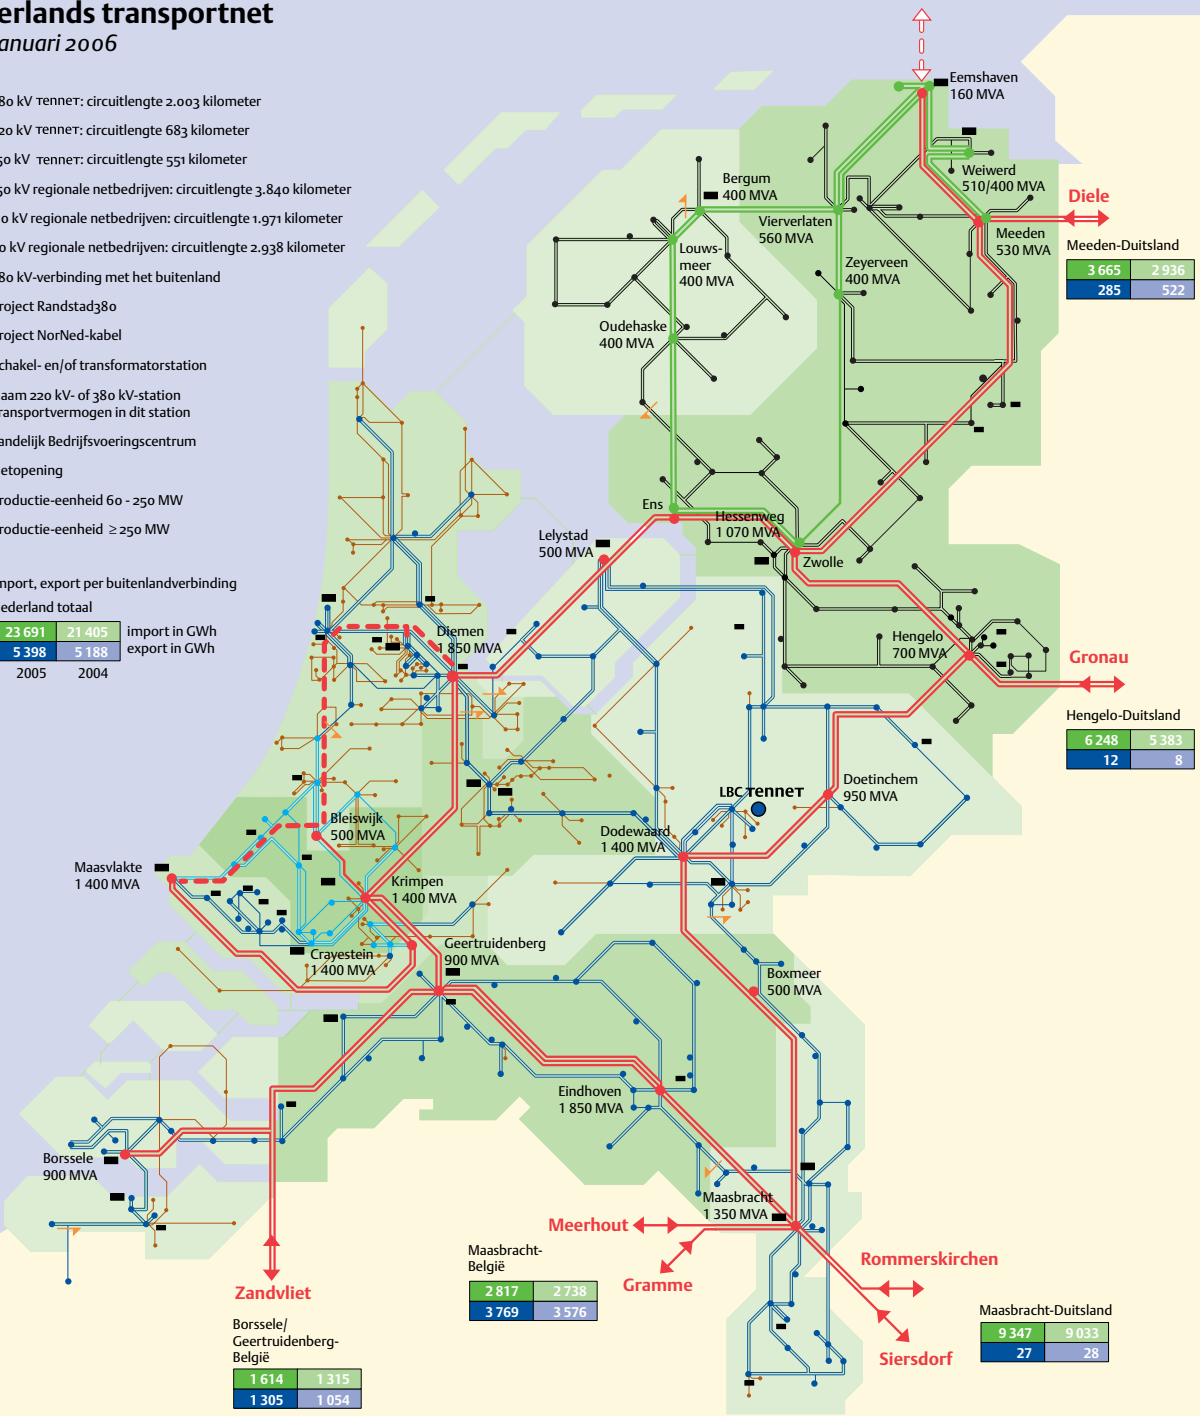 erlands transportnet
anuari 2006
80 kV TenneT: circuitlengte 2.003 kilometer
20 kV TenneT: circuitlengte 683 kilometer
50 kV TenneT: circuitlengte 551 kilometer
50 kV regionale netbedrijven: circuitlengte 3.840 kilometer
0 kV regionale netbedrijven: circuitlengte 1.971 kilometer
0 kV regionale netbedrijven: circuitlengte 2.938 kilometer
80 kV-verbinding met het buitenland
roject Randstad380
roject NorNed-kabel
chakel- en/of transformatorstation
aam 220 kV- of 380 kV-station
ransportvermogen in dit station
andelijk Bedrijfsvoeringscentrum
etopening
roductie-eenheid 60 - 250 MW
roductie-eenheid ≥ 250 MW
mport, export per buitenlandverbinding
ederland totaal
23 691 21 405 import in GWh
5 398 5 188 export in GWh
2005 2004
Eemshaven
160 MVA
Weiwerd
510/400 MVA
Diele
Bergum
400 MVA
Vierverlaten
560 MVA
Meeden
530 MVA
Meeden-Duitsland
3 665 2 936
285 522
Louws-
meer
400 MVA
Zeyerveen
400 MVA
Oudehaske
400 MVA
Ens
Hessenweg
1 070 MVA
Lelystad
500 MVA
Zwolle
Diemen
1 850 MVA
Hengelo
700 MVA
Gronau
Hengelo-Duitsland
6 248 5 383
12 8
Doetinchem
950 MVA
LBC TenneT
Bleiswijk
500 MVA
Dodewaard
1 400 MVA
Maasvlakte
1 400 MVA
Krimpen
1 400 MVA
Crayestein
1 400 MVA
Geertruidenberg
900 MVA
Boxmeer
500 MVA
Eindhoven
1 850 MVA
Borssele
900 MVA
Maasbracht
1 350 MVA
Meerhout
Gramme
Rommerskirchen
Siersdorf
Zandvliet
Maasbracht-
België
2 817 2 738
3 769 3 576
Maasbracht-Duitsland
9 347 9 033
27 28
Borssele/
Geertruidenberg-
België
1 614 1 315
1 305 1 054